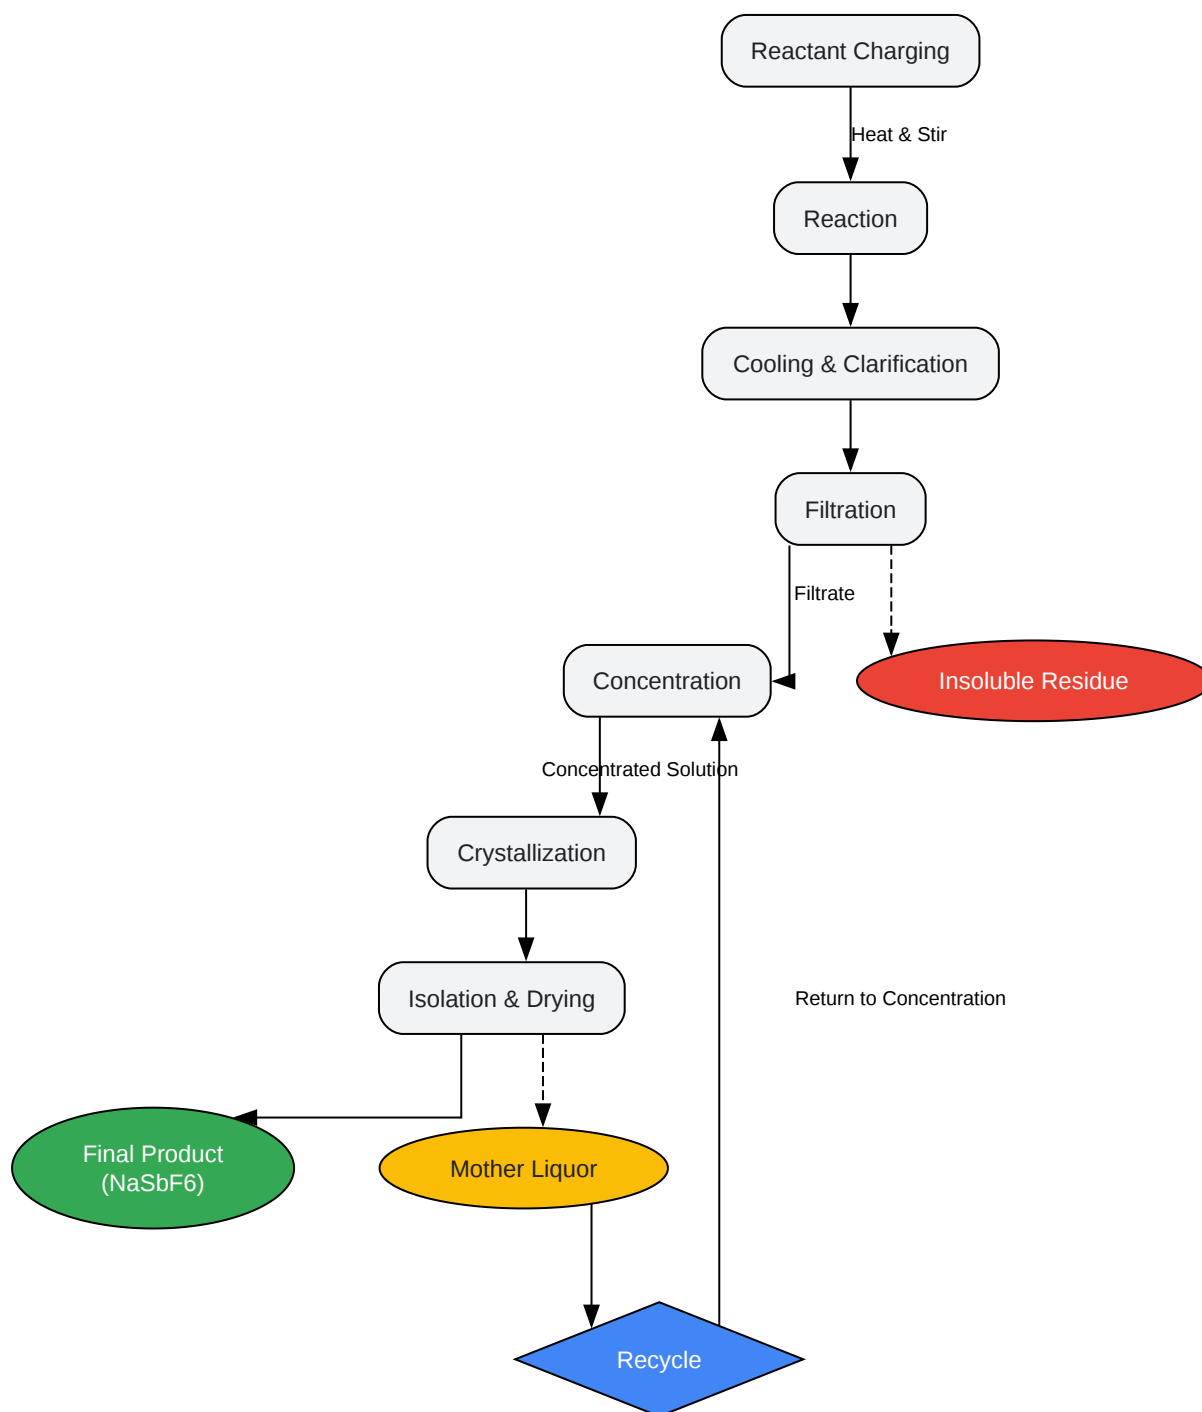 Reactant Charging
Heat & Stir
Reaction
Cooling & Clarification
Filtration
Filtrate
Concentration
Insoluble Residue
Concentrated Solution
Crystallization
Isolation & Drying
Return to Concentration
Final Product
(NaSbF6)
Mother Liquor
Recycle